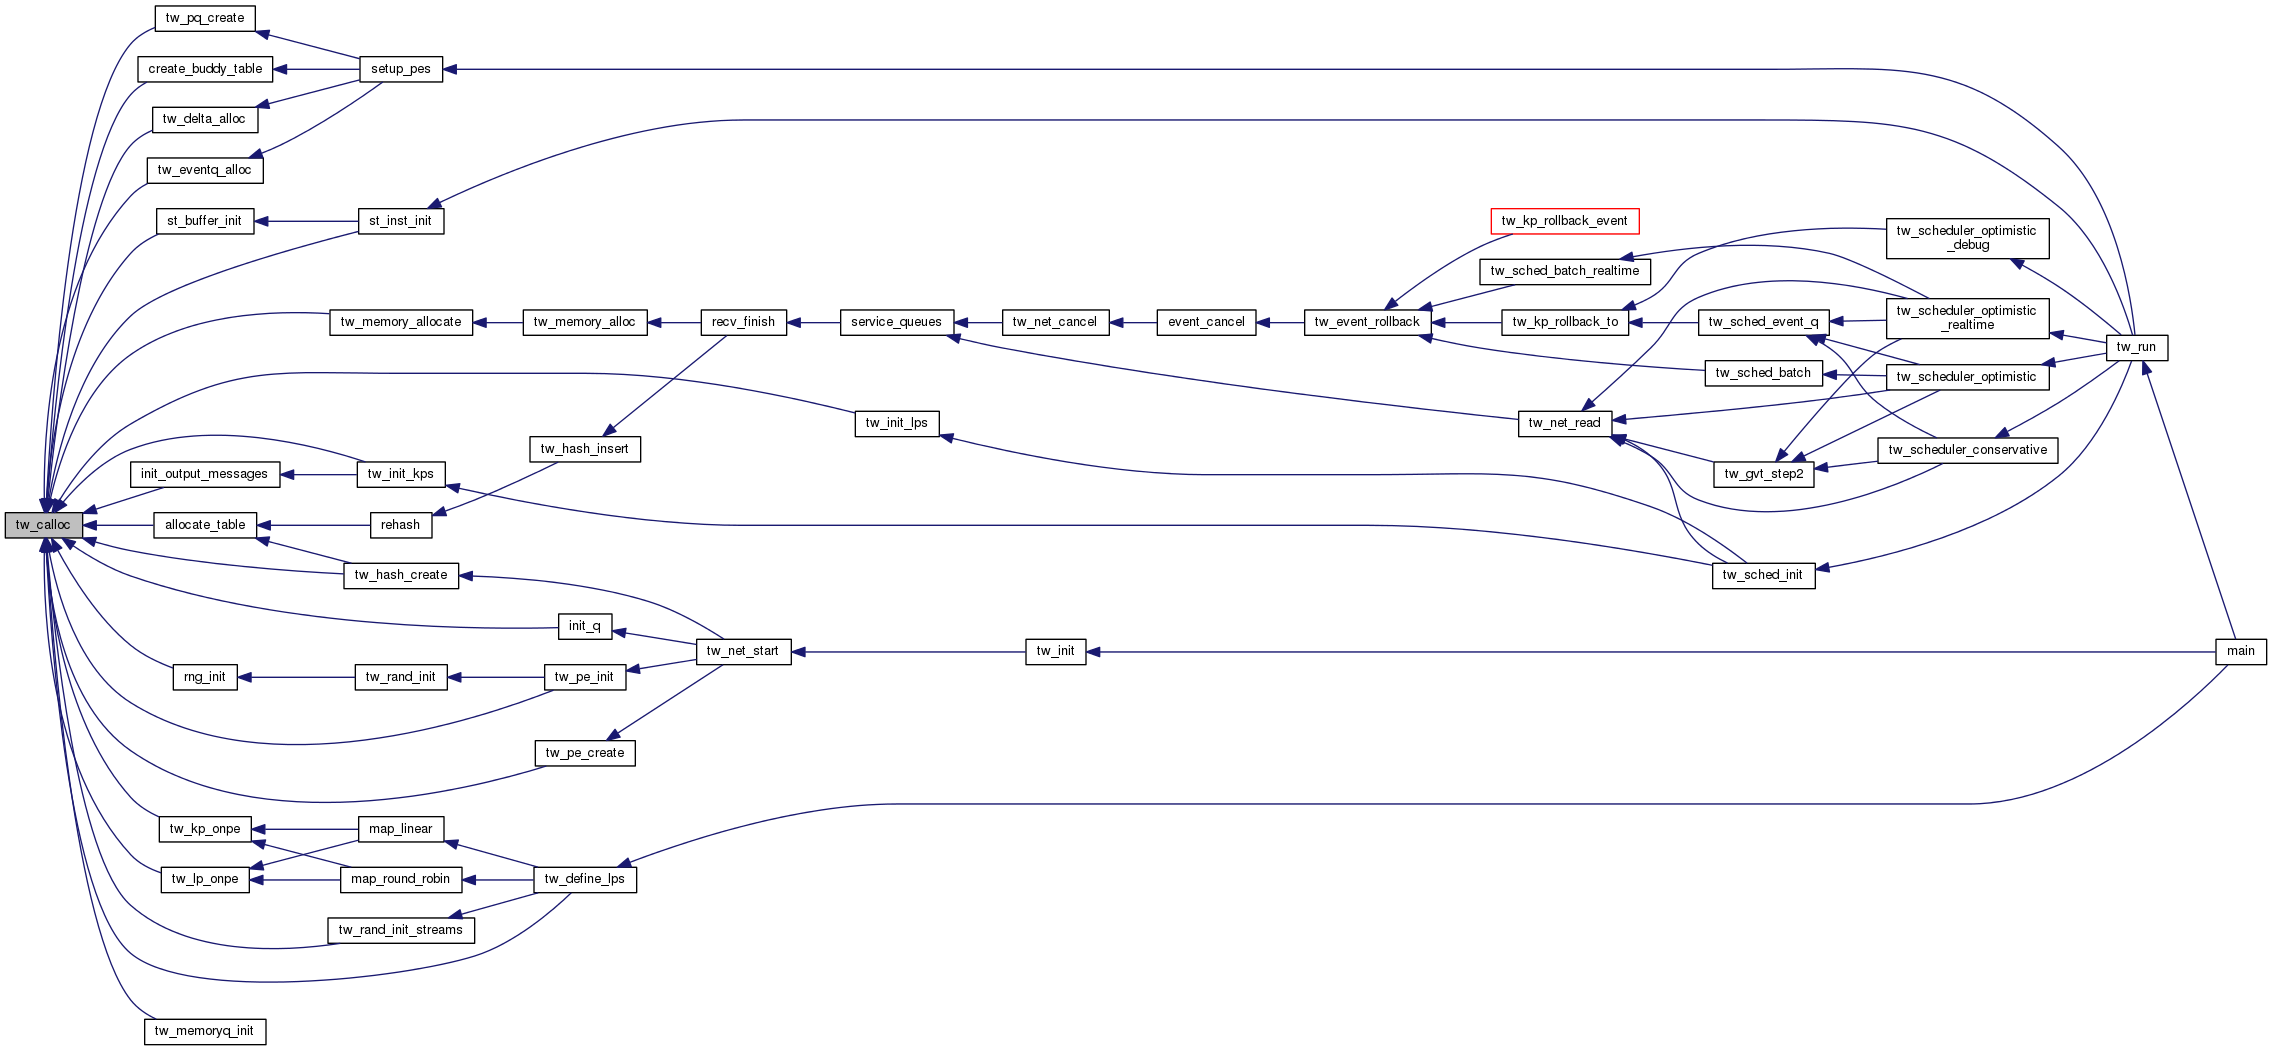 tw_pq_create
create_buddy_table
setup_pes
tw_delta_alloc
tw_eventq_alloc
st_buffer_init
st_inst_init
tw_kp_rollback_event
tw_scheduler_optimistic
_debug
tw_sched_batch_realtime
tw_memory_allocate
tw_memory_alloc
recv_finish
service_queues
tw_net_cancel
event_cancel
tw_event_rollback
tw_kp_rollback_to
tw_sched_event_q
tw_scheduler_optimistic
_realtime
tw_run
tw_sched_batch
tw_scheduler_optimistic
tw_init_lps
tw_net_read
tw_hash_insert
tw_scheduler_conservative
init_output_messages
tw_init_kps
tw_gvt_step2
tw_calloc
allocate_table
rehash
tw_hash_create
tw_sched_init
init_q
tw_net_start
tw_init
main
rng_init
tw_rand_init
tw_pe_init
tw_pe_create
tw_kp_onpe
map_linear
tw_lp_onpe
map_round_robin
tw_define_lps
tw_rand_init_streams
tw_memoryq_init